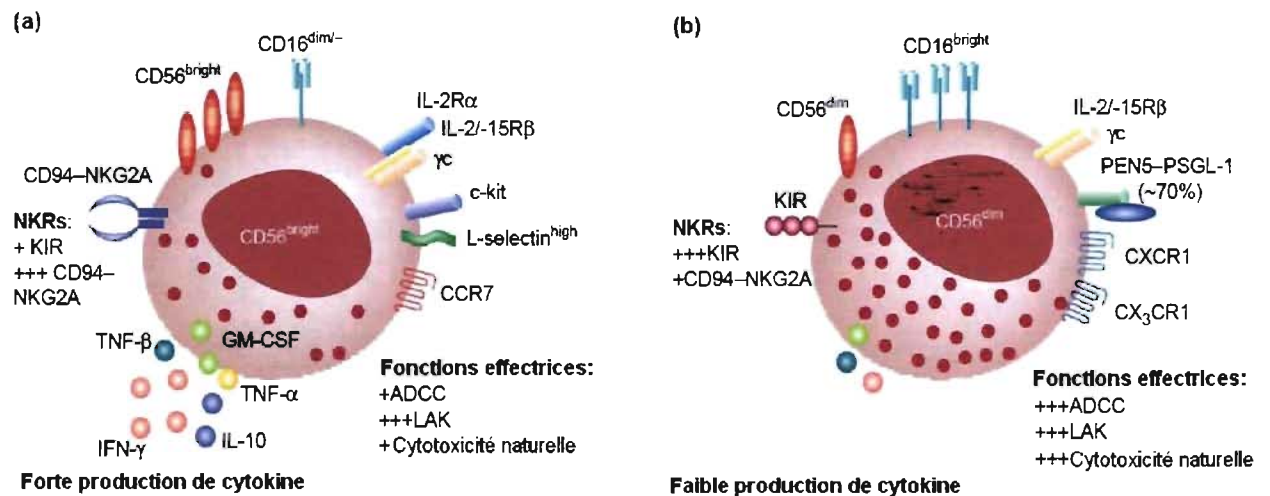 (a)
CD16dim/–
CD56bright
IL-2Rα
IL-2/-15Rβ
γc
CD94–NKG2A
c-kit
NKRs:
+ KIR
+++ CD94–
NKG2A
CD56bright
L-selectinhigh
CCR7
TNF-β
GM-CSF
TNF-α
IFN-γ
IL-10
Fonctions effectrices:
+ADCC
+++LAK
+Cytotoxicité naturelle
Forte production de cytokine
(b)
CD16bright
CD56dim
IL-2/-15Rβ
γc
PEN5–PSGL-1
(~70%)
KIR
NKRs:
+++KIR
+CD94–NKG2A
CD56dim
CXCR1
CX3CR1
Fonctions effectrices:
+++ADCC
+++LAK
+++Cytotoxicité naturelle
Faible production de cytokine